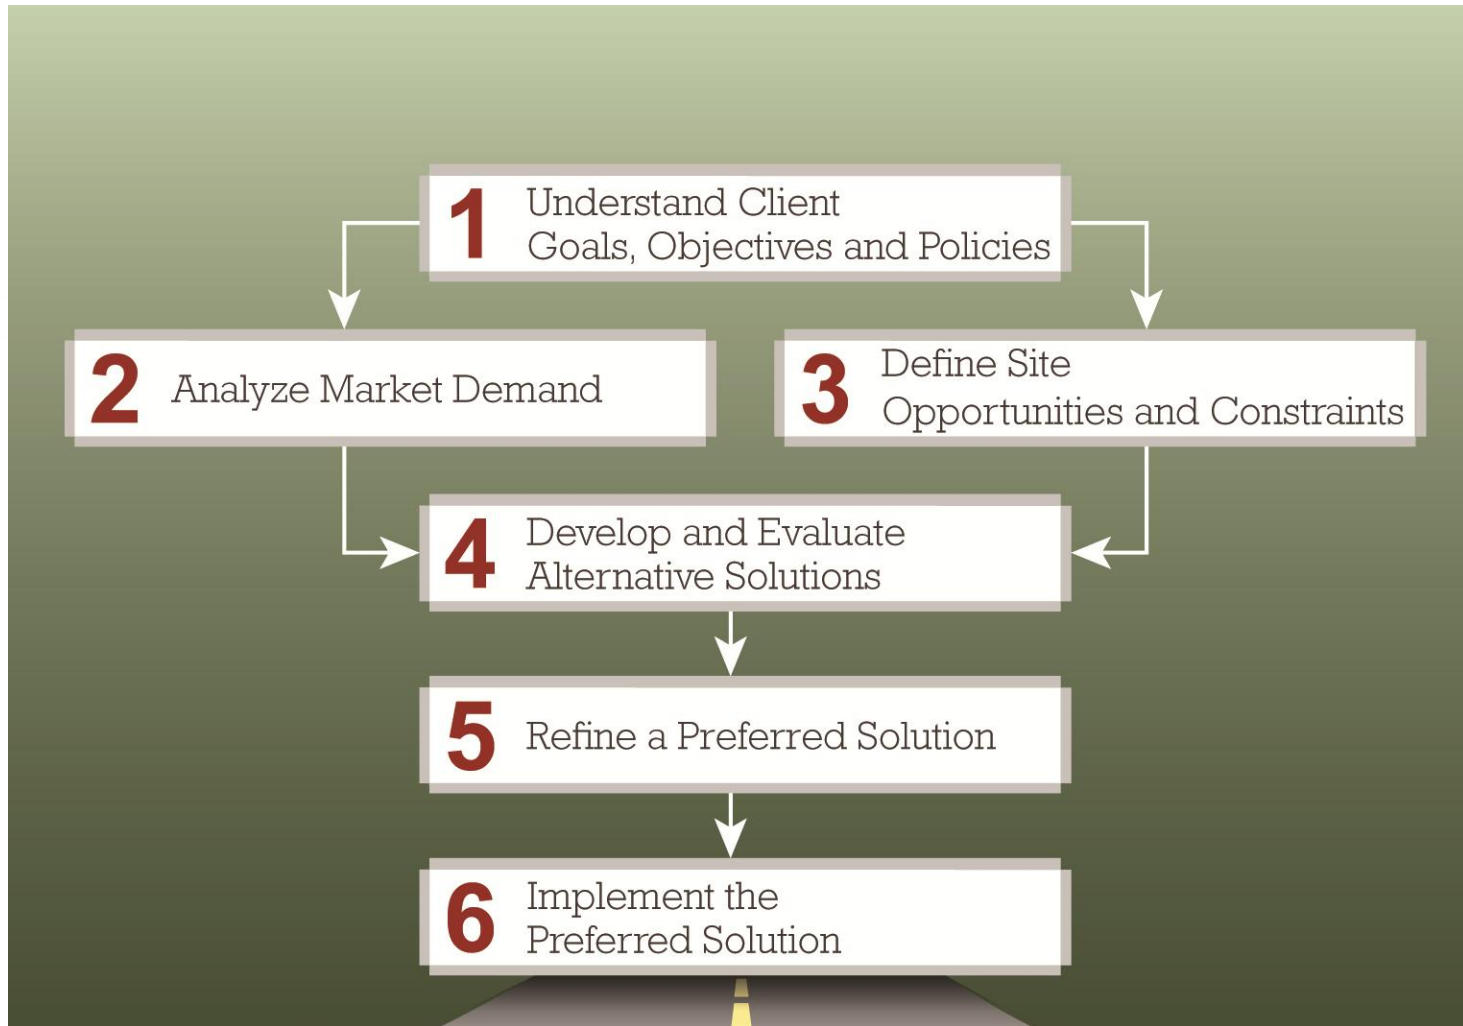 1
Understand Client
Goals, Objectives and Policies
2
Analyze Market Demand
3
Define Site
Opportunities and Constraints
4
Develop and Evaluate
Alternative Solutions
5
Refine a Preferred Solution
6
Implement the
Preferred Solution